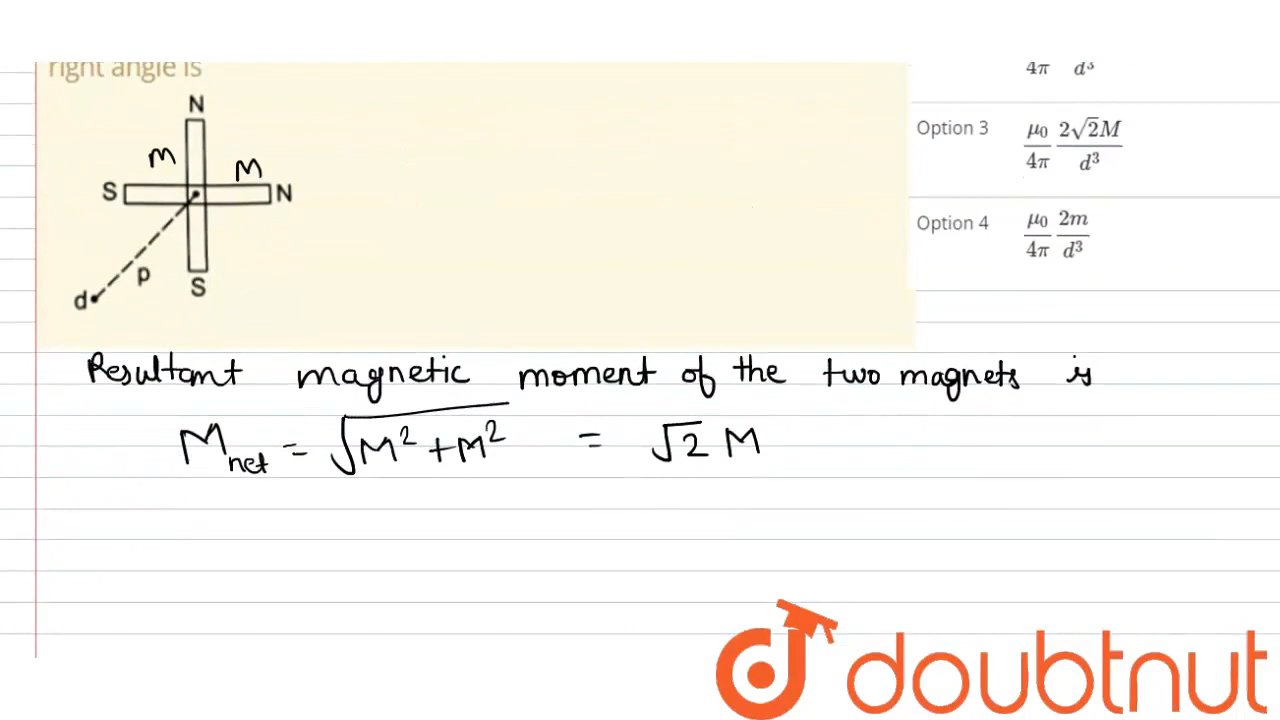 right angle is
4π d³
N
M
M
S
N
p
S
d
Option 3 μ₀/4π 2√2M/d³
Option 4 μ₀/4π 2m/d³
Resultant magnetic moment of the two magnets is
M_net = √M² + M² = √2 M
doubtnut